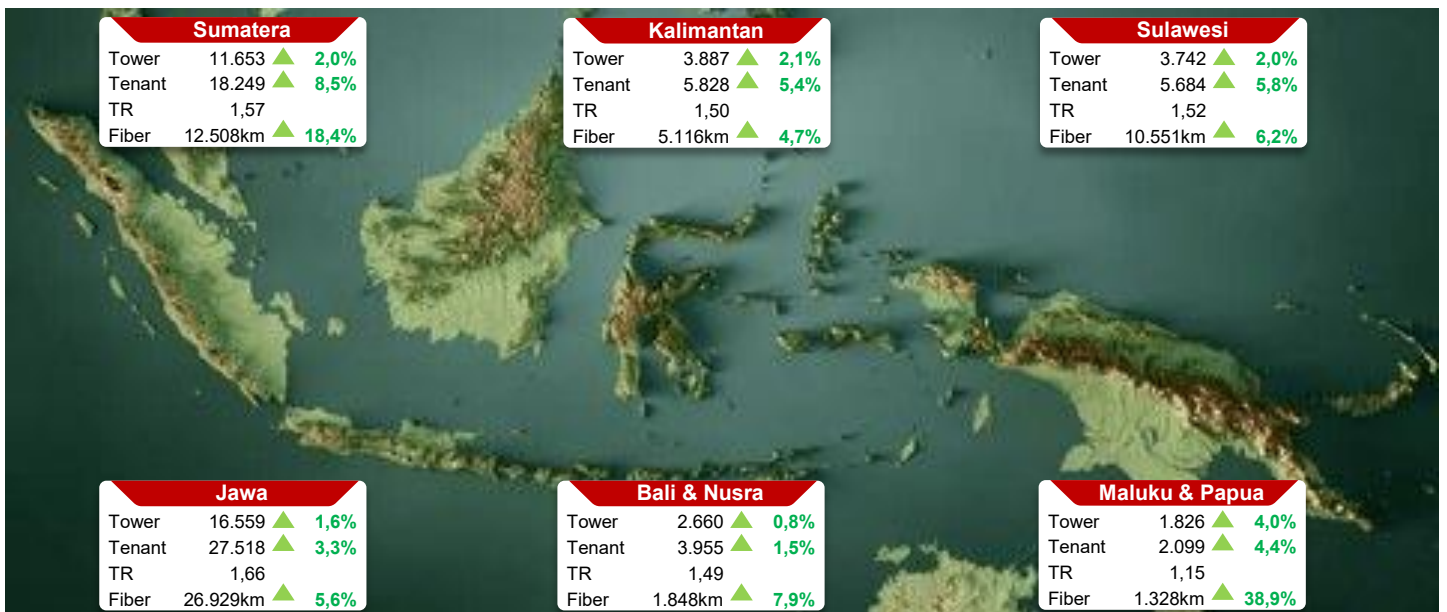 Sumatera
Tower 11.653 2,0%
Tenant 18.249 8,5%
TR 1,57
Fiber 12.508km 18,4%
Kalimantan
Tower 3.887 2,1%
Tenant 5.828 5,4%
TR 1,50
Fiber 5.116km 4,7%
Sulawesi
Tower 3.742 2,0%
Tenant 5.684 5,8%
TR 1,52
Fiber 10.551km 6,2%
Jawa
Tower 16.559 1,6%
Tenant 27.518 3,3%
TR 1,66
Fiber 26.929km 5,6%
Bali & Nusra
Tower 2.660 0,8%
Tenant 3.955 1,5%
TR 1,49
Fiber 1.848km 7,9%
Maluku & Papua
Tower 1.826 4,0%
Tenant 2.099 4,4%
TR 1,15
Fiber 1.328km 38,9%